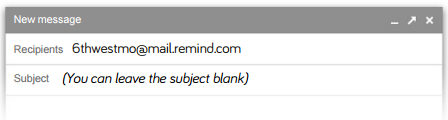 New message
Recipients 6thwestmo@mail.remind.com
Subject (You can leave the subject blank)